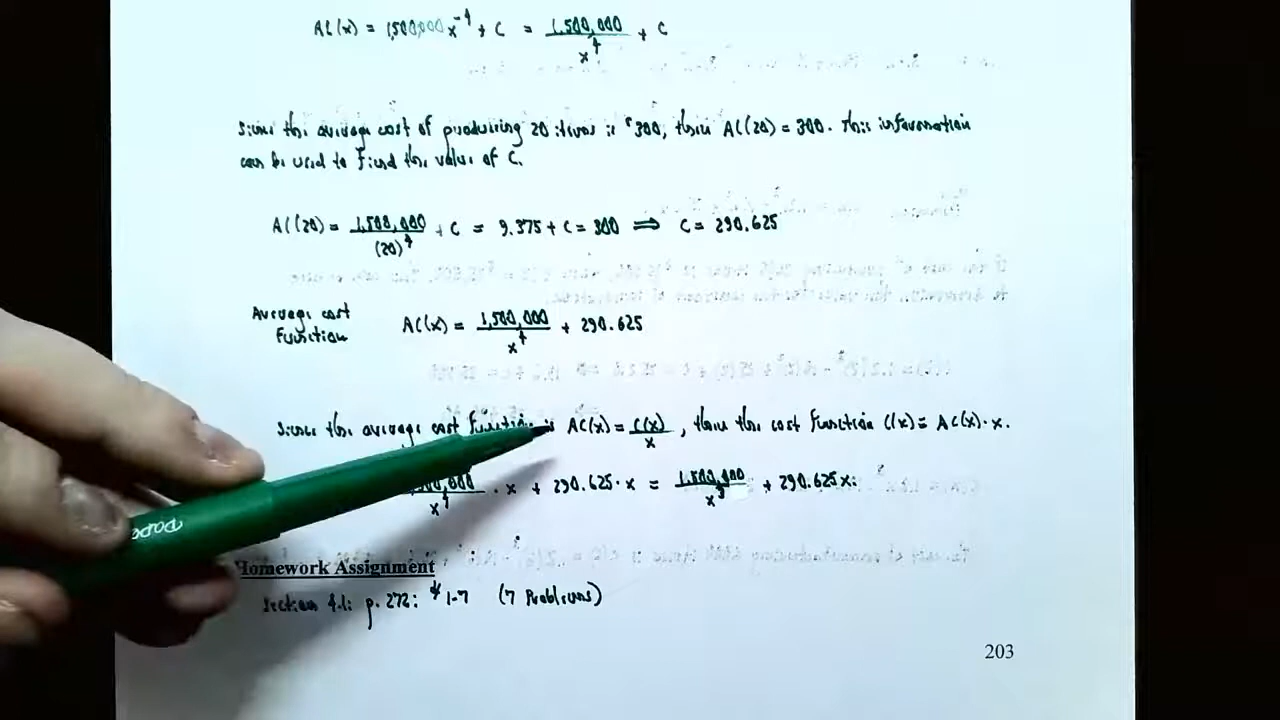 AC(x) = 1,500,000x⁻⁴ + C = 1,500,000/x⁴ + C
Since the average cost of producing 20 items is $300, then AC(20) = 300. This information
can be used to find the value of C.
AC(20) = 1,500,000/(20)⁴ + C = 9.375 + C = 300 ⟹ C = 290.625
Average cost
Function
AC(x) = 1,500,000/x⁴ + 290.625
Since the average cost function is AC(x) = C(x)/x, then the cost function C(x) = AC(x)·x.
/x⁴ · x + 290.625·x = 1,500,000/x³ + 290.625x.
Homework Assignment
Section 4.1: p. 272: # 1-7 (7 Problems)
203